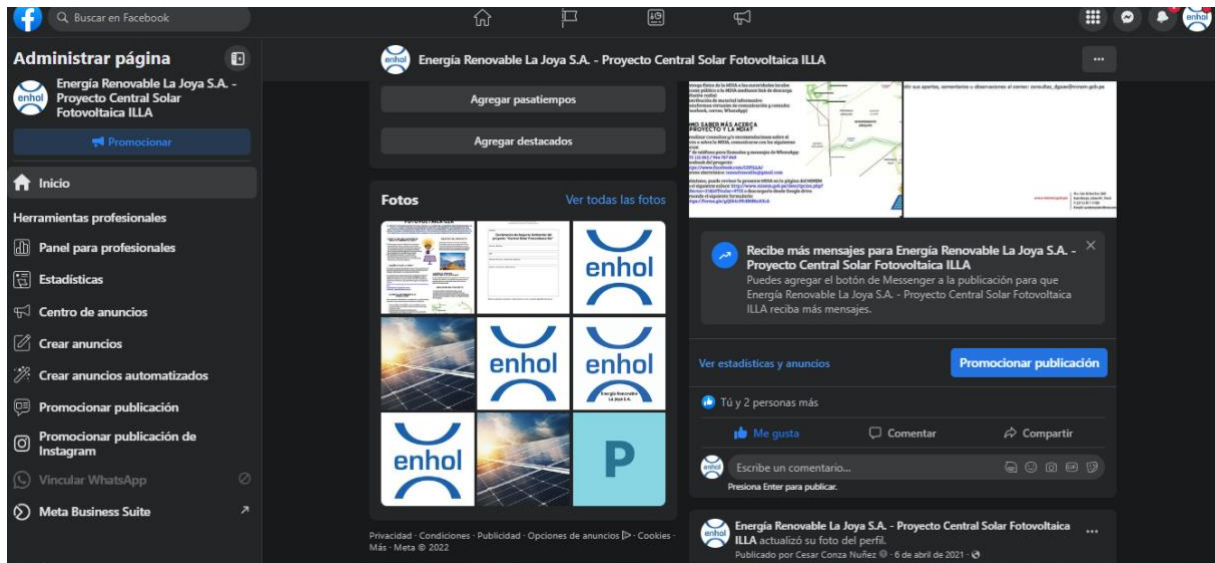 Buscar en Facebook
enhol
Administrar página
enhol
Energía Renovable La Joya S.A. -
Proyecto Central Solar
Fotovoltaica ILLA
Promocionar
Inicio
Herramientas profesionales
Panel para profesionales
Estadísticas
Centro de anuncios
Crear anuncios
Crear anuncios automatizados
Promocionar publicación
Promocionar publicación de
Instagram
Vincular WhatsApp
Meta Business Suite
enhol
Energía Renovable La Joya S.A. - Proyecto Central Solar Fotovoltaica ILLA
Agregar pasatiempos
Agregar destacados
Fotos
Ver todas las fotos
enhol
enhol
enhol
Energía Renovable
La Joya S.A.
enhol
P
Privacidad · Condiciones · Publicidad · Opciones de anuncios · Cookies ·
Más · Meta © 2022
Recibe más mensajes para Energía Renovable La Joya S.A. -
Proyecto Central Solar Fotovoltaica ILLA
Puedes agregar el botón de Messenger a la publicación para que
Energía Renovable La Joya S.A. - Proyecto Central Solar Fotovoltaica
ILLA reciba más mensajes.
Ver estadísticas y anuncios
Promocionar publicación
Tú y 2 personas más
Me gusta
Comentar
Compartir
enhol
Escribe un comentario...
Presiona Enter para publicar.
enhol
Energía Renovable La Joya S.A. - Proyecto Central Solar Fotovoltaica
ILLA actualizó su foto del perfil.
Publicado por Cesar Conza Nuñez · 6 de abril de 2021 ·